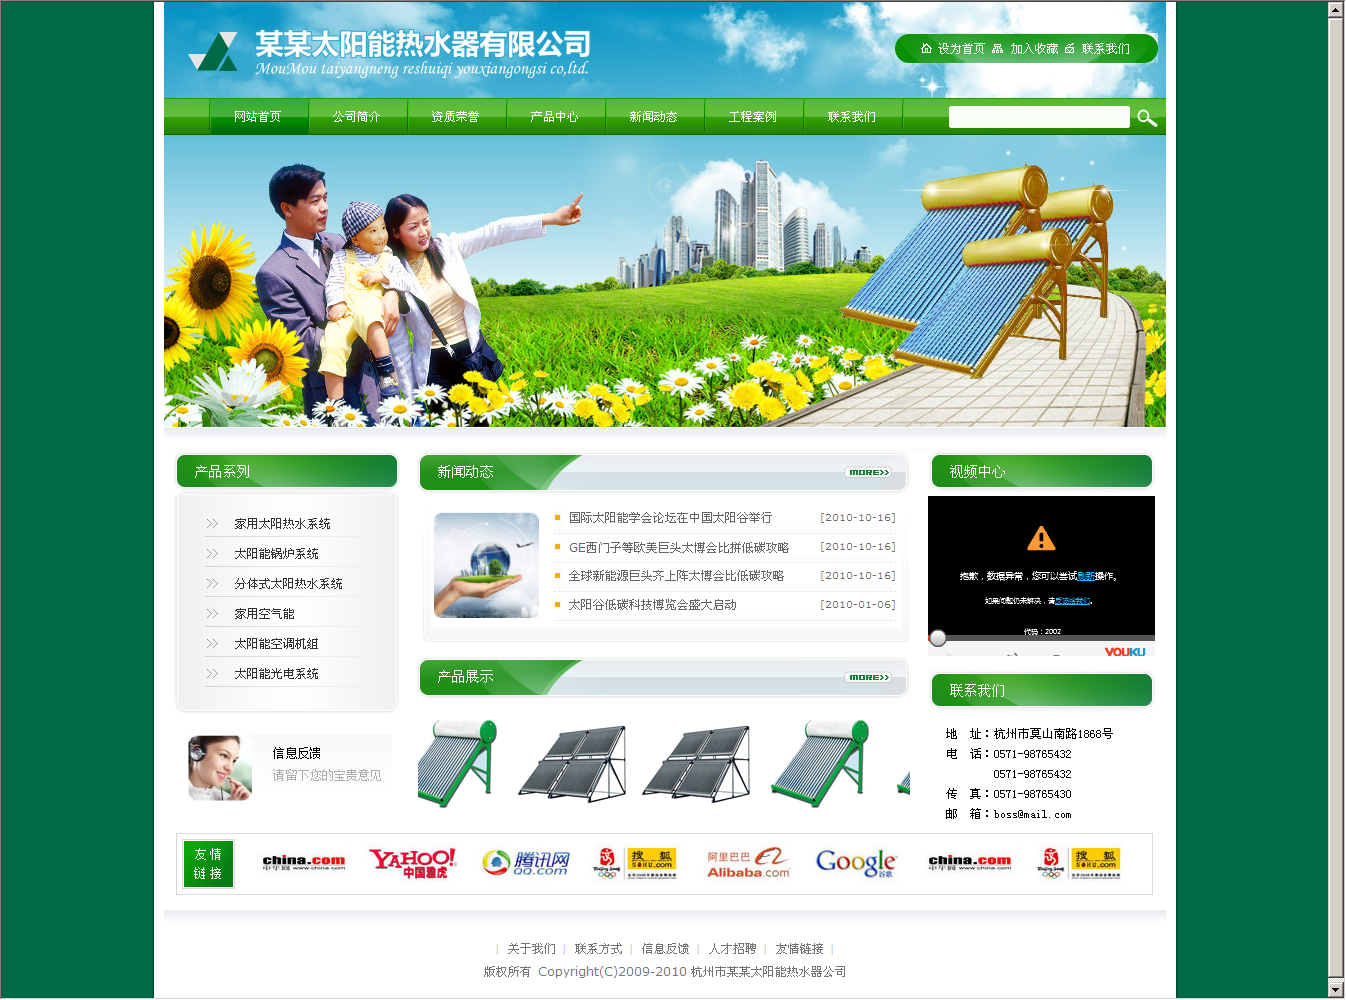 某某太阳能热水器有限公司
MouMou taiyangneng reshuiqi youxiangongsi co,ltd.
设为首页 加入收藏 联系我们
网站首页 公司简介 资质荣誉 产品中心 新闻动态 工程案例 联系我们
产品系列
家用太阳热水系统
太阳能锅炉系统
分体式太阳热水系统
家用空气能
太阳能空调机组
太阳能光电系统
信息反馈
请留下您的宝贵意见
新闻动态
MORE>>
国际太阳能学会论坛在中国太阳谷举行 [2010-10-16]
GE西门子等欧美巨头太博会比拼低碳攻略 [2010-10-16]
全球新能源巨头齐上阵太博会比低碳攻略 [2010-10-16]
太阳谷低碳科技博览会盛大启动 [2010-01-06]
产品展示
MORE>>
视频中心
抱歉，数据异常，您可以尝试刷新操作。
如果问题仍未解决，请反馈给我们。
代码：2002
YOUKU
联系我们
地 址：杭州市莫山南路1868号
电 话：0571-98765432
0571-98765432
传 真：0571-98765430
邮 箱：boss@mail.com
友情
链接
china.com
中华网 www.china.com
YAHOO!
中国雅虎
腾讯网
QQ.com
搜狐
SOHU.com
阿里巴巴
Alibaba.com
Google
谷歌
china.com
中华网 www.china.com
搜狐
SOHU.com
| 关于我们 | 联系方式 | 信息反馈 | 人才招聘 | 友情链接 |
版权所有 Copyright(C)2009-2010 杭州市某某太阳能热水器公司